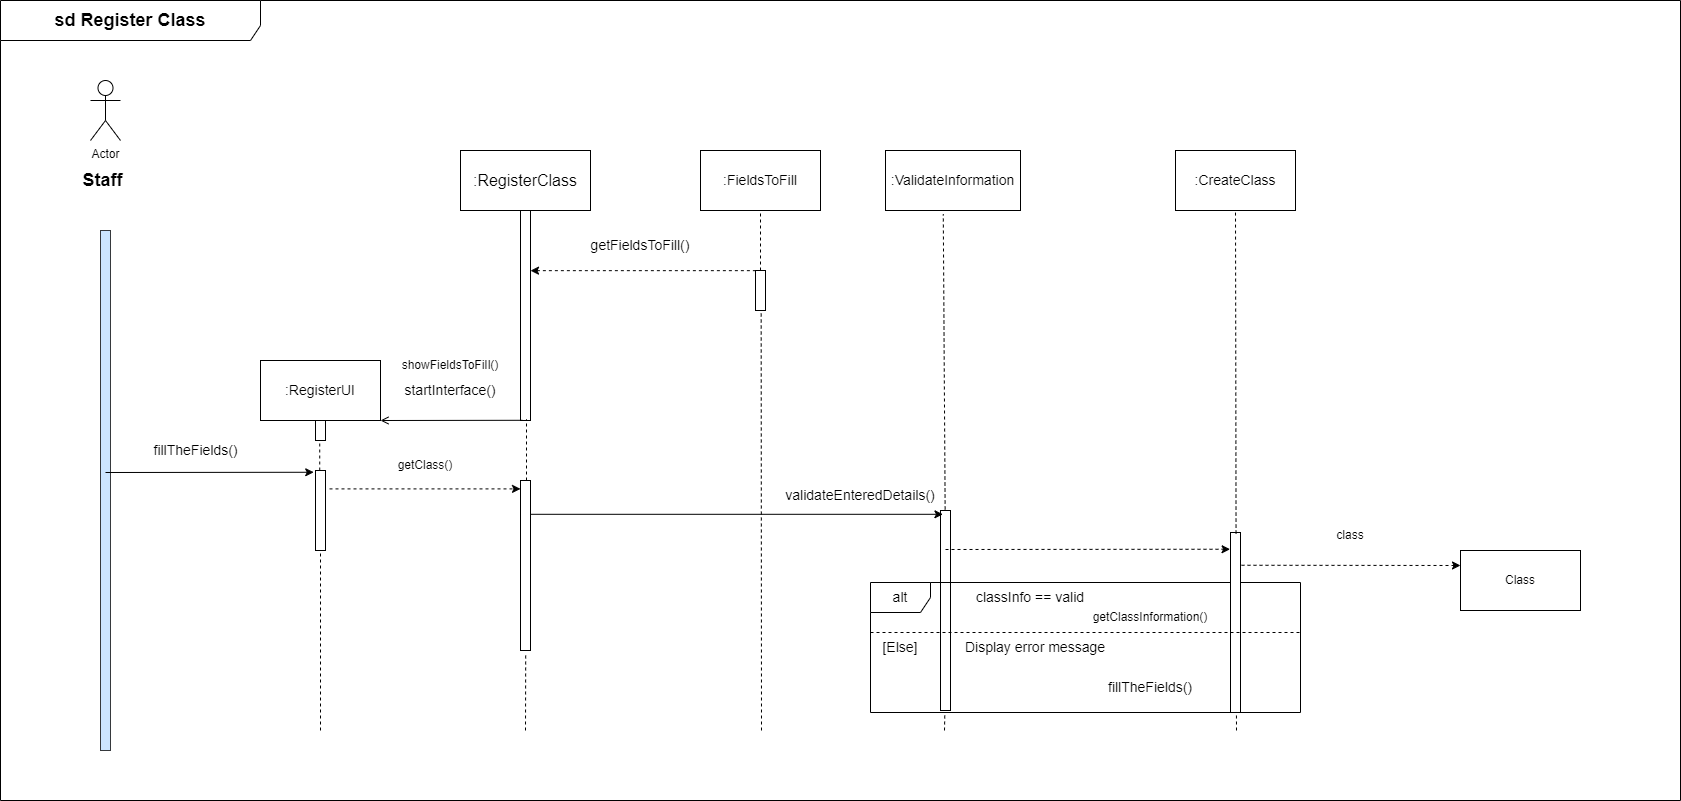 sd Register Class
Actor
Staff
:RegisterClass
:FieldsToFill
:ValidateInformation
:CreateClass
getFieldsToFill()
showFieldsToFill()
startInterface()
:RegisterUI
fillTheFields()
getClass()
validateEnteredDetails()
class
Class
alt
classInfo == valid
getClassInformation()
[Else]
Display error message
fillTheFields()